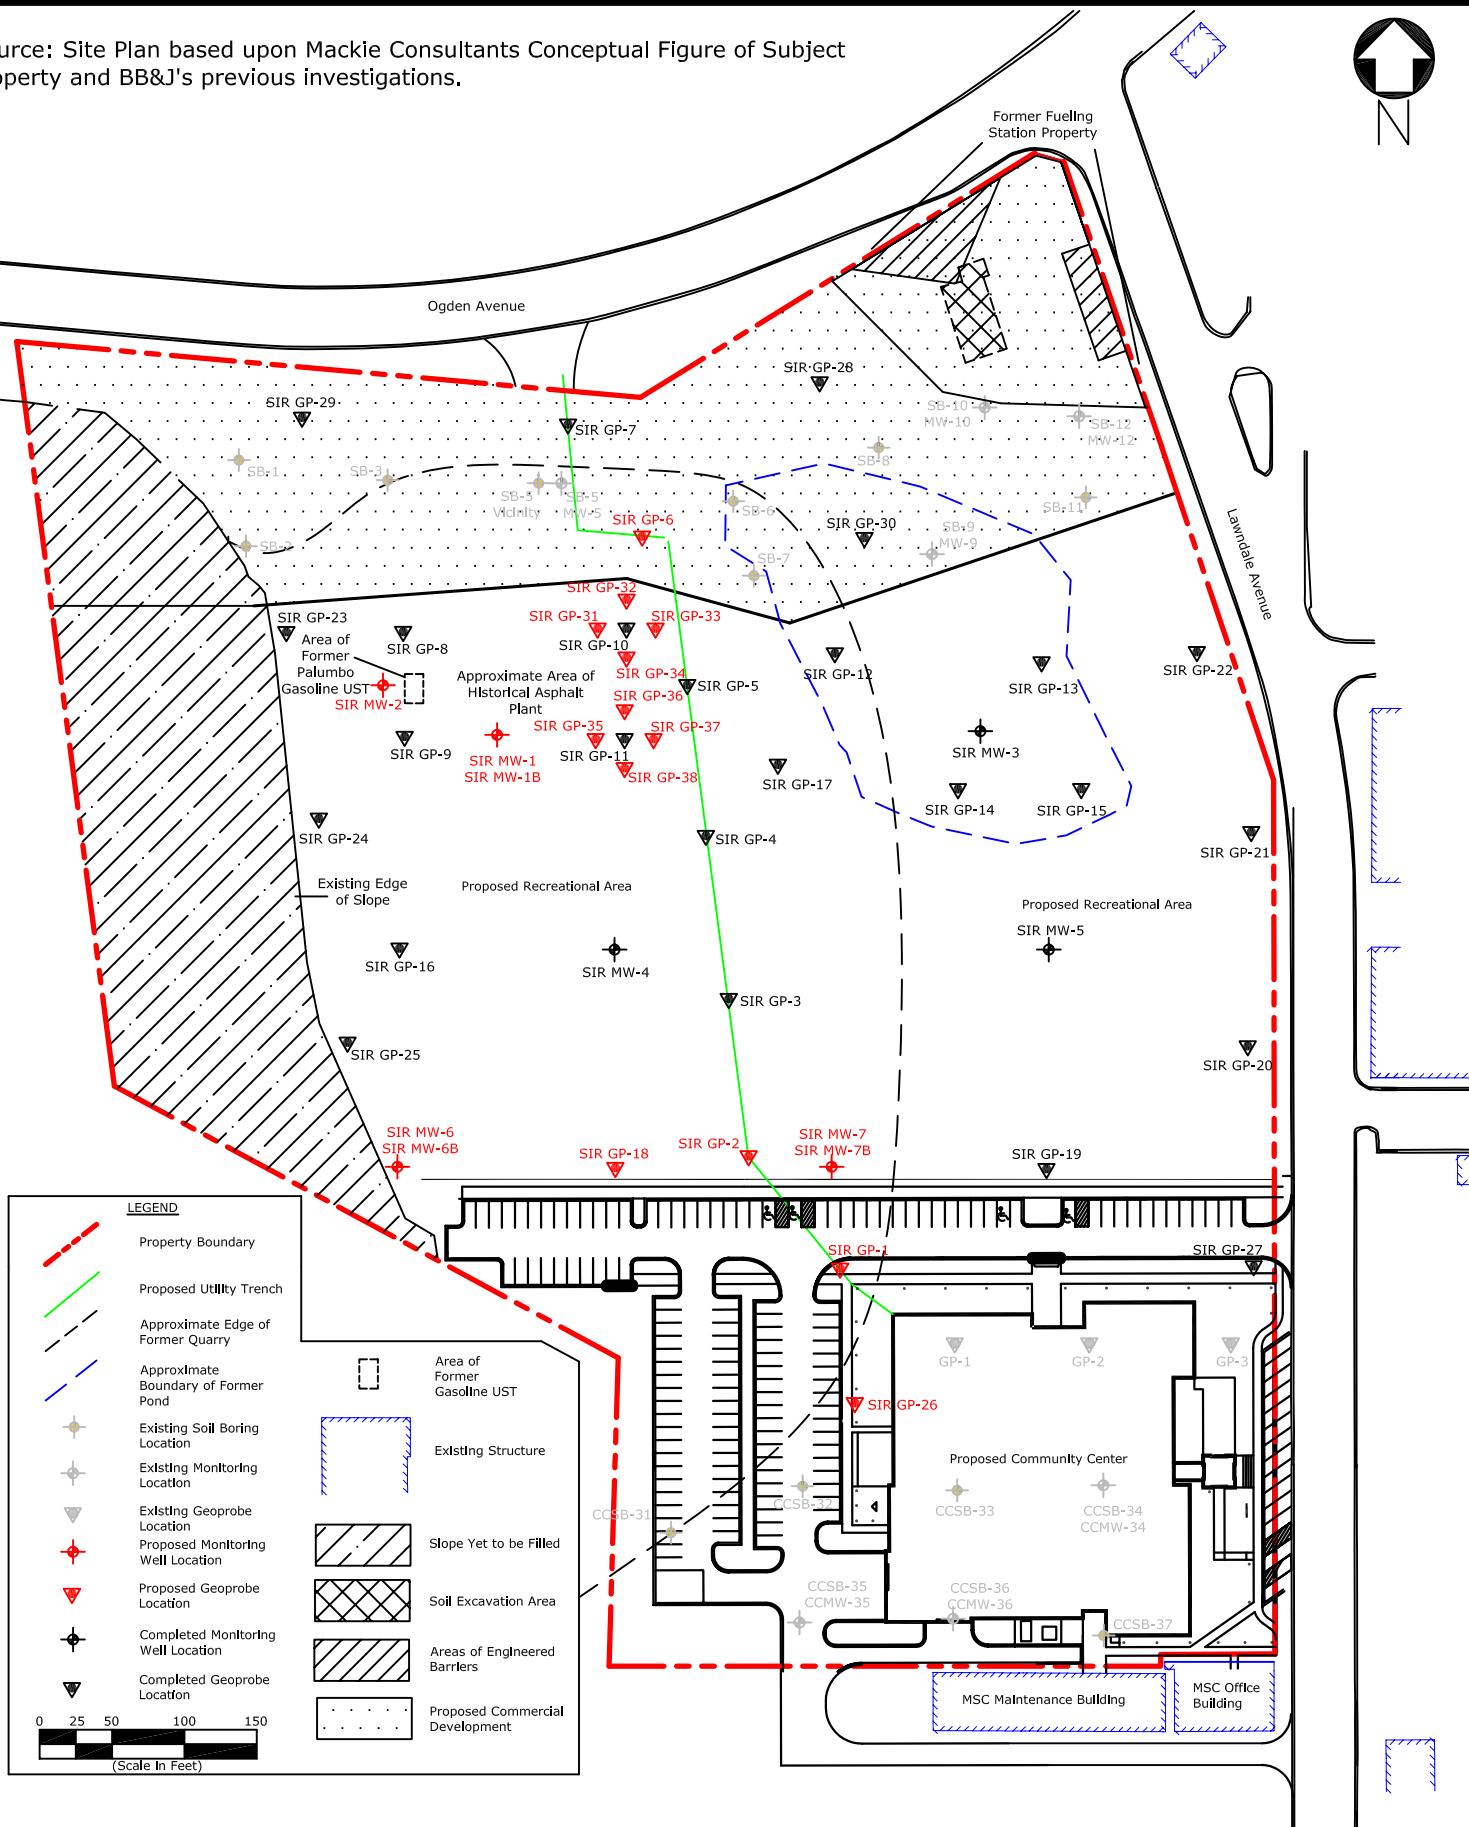 urce: Site Plan based upon Mackie Consultants Conceptual Figure of Subject
operty and BB&J's previous investigations.
N
Former Fueling
Station Property
Ogden Avenue
Lawndale Avenue
SIR GP-28
SIR GP-29
SIR GP-7
SB-10
MW-10
SB-12
MW-12
SB-1
SB-3
SB-8
SB-5
Vicinity
SB-5
MW-5
SB-6
SB-11
SIR GP-6
SIR GP-30
SB-9
MW-9
SB-2
SB-7
SIR GP-32
SIR GP-23
SIR GP-31
SIR GP-33
Area of
Former
Palumbo
Gasoline UST
SIR GP-8
SIR GP-10
SIR GP-12
SIR GP-13
SIR GP-22
Approximate Area of
Historical Asphalt
Plant
SIR GP-34
SIR GP-5
SIR GP-36
SIR MW-2
SIR GP-35
SIR GP-37
SIR GP-9
SIR GP-11
SIR MW-3
SIR MW-1
SIR MW-1B
SIR GP-38
SIR GP-17
SIR GP-14
SIR GP-15
SIR GP-24
SIR GP-4
SIR GP-21
Existing Edge
of Slope
Proposed Recreational Area
Proposed Recreational Area
SIR MW-5
SIR GP-16
SIR MW-4
SIR GP-3
SIR GP-25
SIR GP-20
SIR MW-6
SIR MW-6B
SIR GP-18
SIR GP-2
SIR MW-7
SIR MW-7B
SIR GP-19
SIR GP-1
SIR GP-27
GP-1
GP-2
GP-3
SIR GP-26
Proposed Community Center
CCSB-31
CCSB-32
CCSB-33
CCSB-34
CCMW-34
CCSB-35
CCMW-35
CCSB-36
CCMW-36
CCSB-37
MSC Maintenance Building
MSC Office
Building
LEGEND
Property Boundary
Proposed Utility Trench
Approximate Edge of
Former Quarry
Approximate
Boundary of Former
Pond
Existing Soil Boring
Location
Existing Monitoring
Location
Existing Geoprobe
Location
Proposed Monitoring
Well Location
Proposed Geoprobe
Location
Completed Monitoring
Well Location
Completed Geoprobe
Location
Area of
Former
Gasoline UST
Existing Structure
Slope Yet to be Filled
Soil Excavation Area
Areas of Engineered
Barriers
Proposed Commercial
Development
0 25 50 100 150
(Scale In Feet)